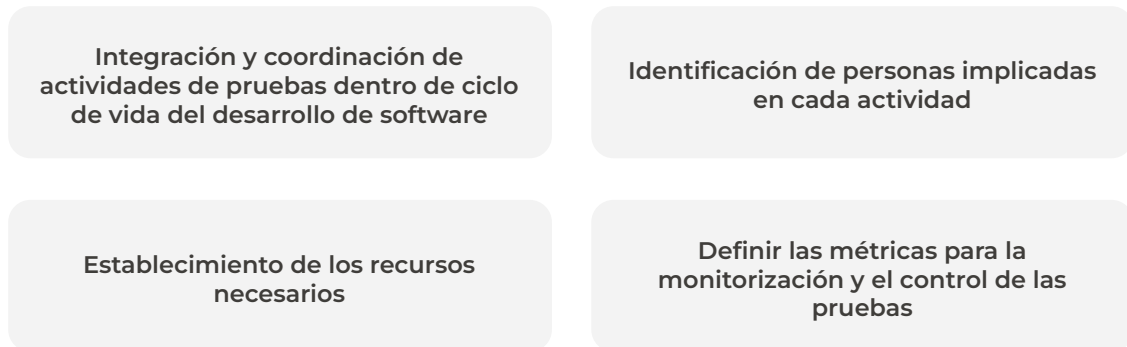 Integración y coordinación de
actividades de pruebas dentro de ciclo
de vida del desarrollo de software
Identificación de personas implicadas
en cada actividad
Establecimiento de los recursos
necesarios
Definir las métricas para la
monitorización y el control de las
pruebas